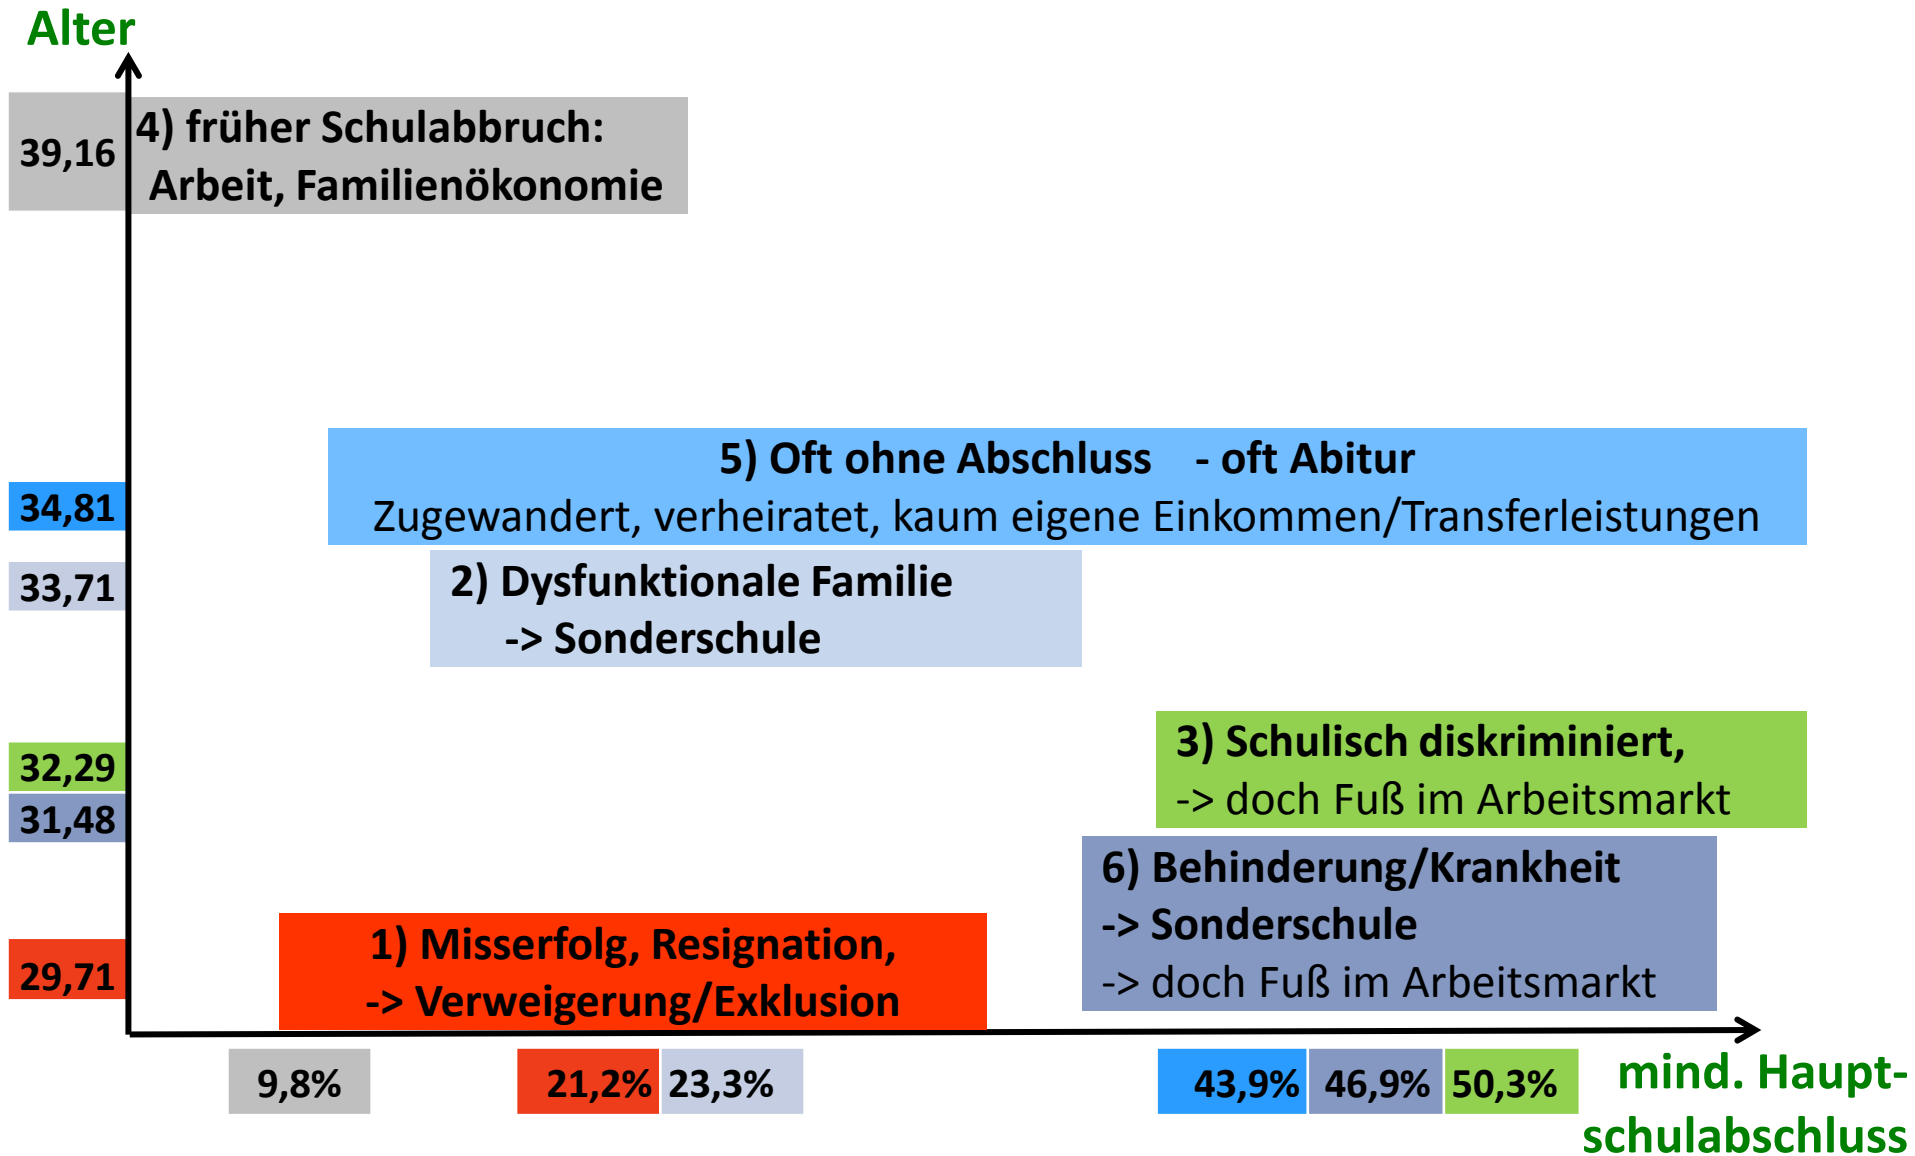 Alter
39,16
4) früher Schulabbruch:
Arbeit, Familienökonomie
34,81
5) Oft ohne Abschluss - oft Abitur
Zugewandert, verheiratet, kaum eigene Einkommen/Transferleistungen
33,71
2) Dysfunktionale Familie
-> Sonderschule
32,29
3) Schulisch diskriminiert,
-> doch Fuß im Arbeitsmarkt
31,48
6) Behinderung/Krankheit
-> Sonderschule
-> doch Fuß im Arbeitsmarkt
29,71
1) Misserfolg, Resignation,
-> Verweigerung/Exklusion
9,8%
21,2%
23,3%
43,9%
46,9%
50,3%
mind. Haupt-
schulabschluss